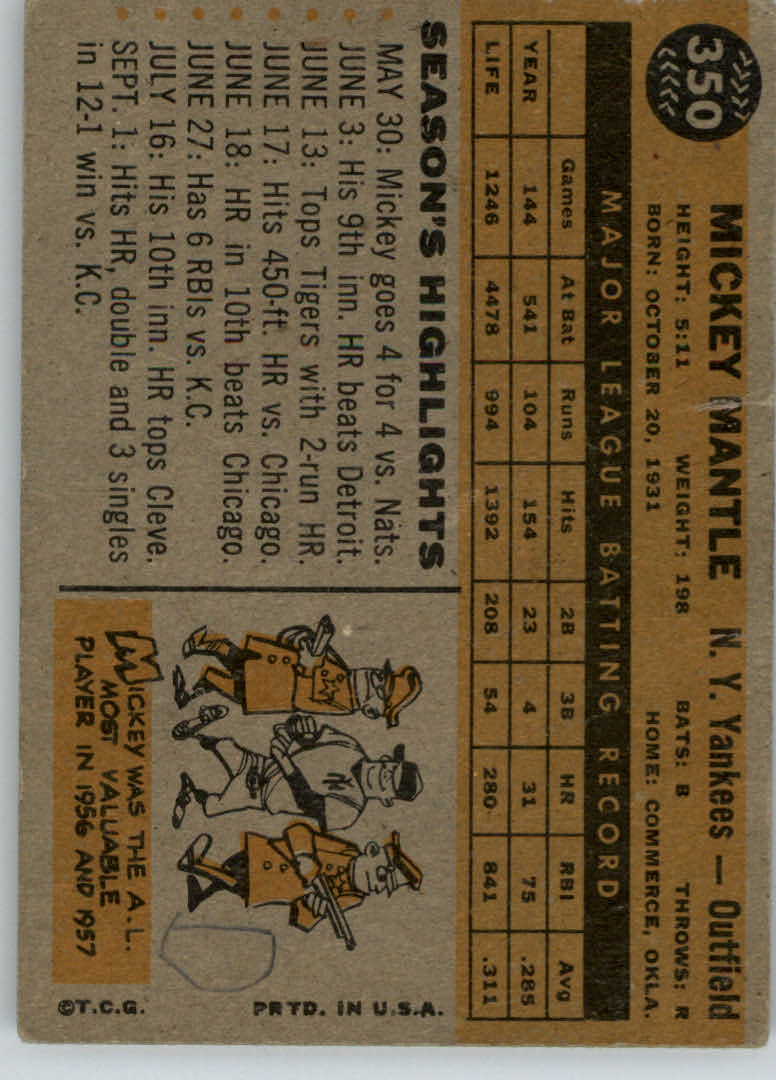 350
MICKEY MANTLE N. Y. Yankees — Outfield
HEIGHT: 5:11 WEIGHT: 198 BATS: B THROWS: R
BORN: OCTOBER 20, 1931 HOME: COMMERCE, OKLA.
MAJOR LEAGUE BATTING RECORD
Games At Bat Runs Hits 2B 3B HR RBI Avg
YEAR 144 541 104 154 23 4 31 75 .285
LIFE 1246 4478 994 1392 208 54 280 841 .311
SEASON'S HIGHLIGHTS
MAY 30: Mickey goes 4 for 4 vs. Nats.
JUNE 3: His 9th inn. HR beats Detroit.
JUNE 13: Tops Tigers with 2-run HR.
JUNE 17: Hits 450-ft. HR vs. Chicago.
JUNE 18: HR in 10th beats Chicago.
JUNE 27: Has 6 RBIs vs. K.C.
JULY 16: His 10th inn. HR tops Cleve.
SEPT. 1: Hits HR, double and 3 singles
in 12-1 win vs. K.C.
NY
MICKEY WAS THE A.L.
MOST VALUABLE
PLAYER IN 1956 AND 1957
©T.C.G. PRTD. IN U.S.A.